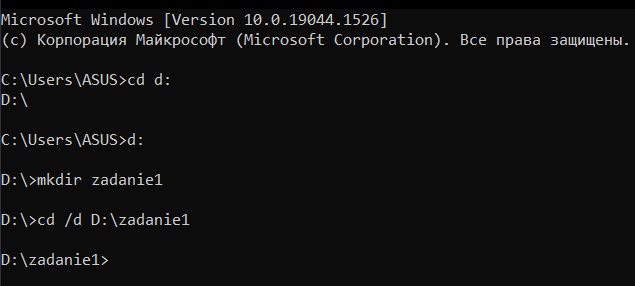 Microsoft Windows [Version 10.0.19044.1526]
(c) Корпорация Майкрософт (Microsoft Corporation). Все права защищены.
C:\Users\ASUS>cd d:
D:\
C:\Users\ASUS>d:
D:\>mkdir zadanie1
D:\>cd /d D:\zadanie1
D:\zadanie1>